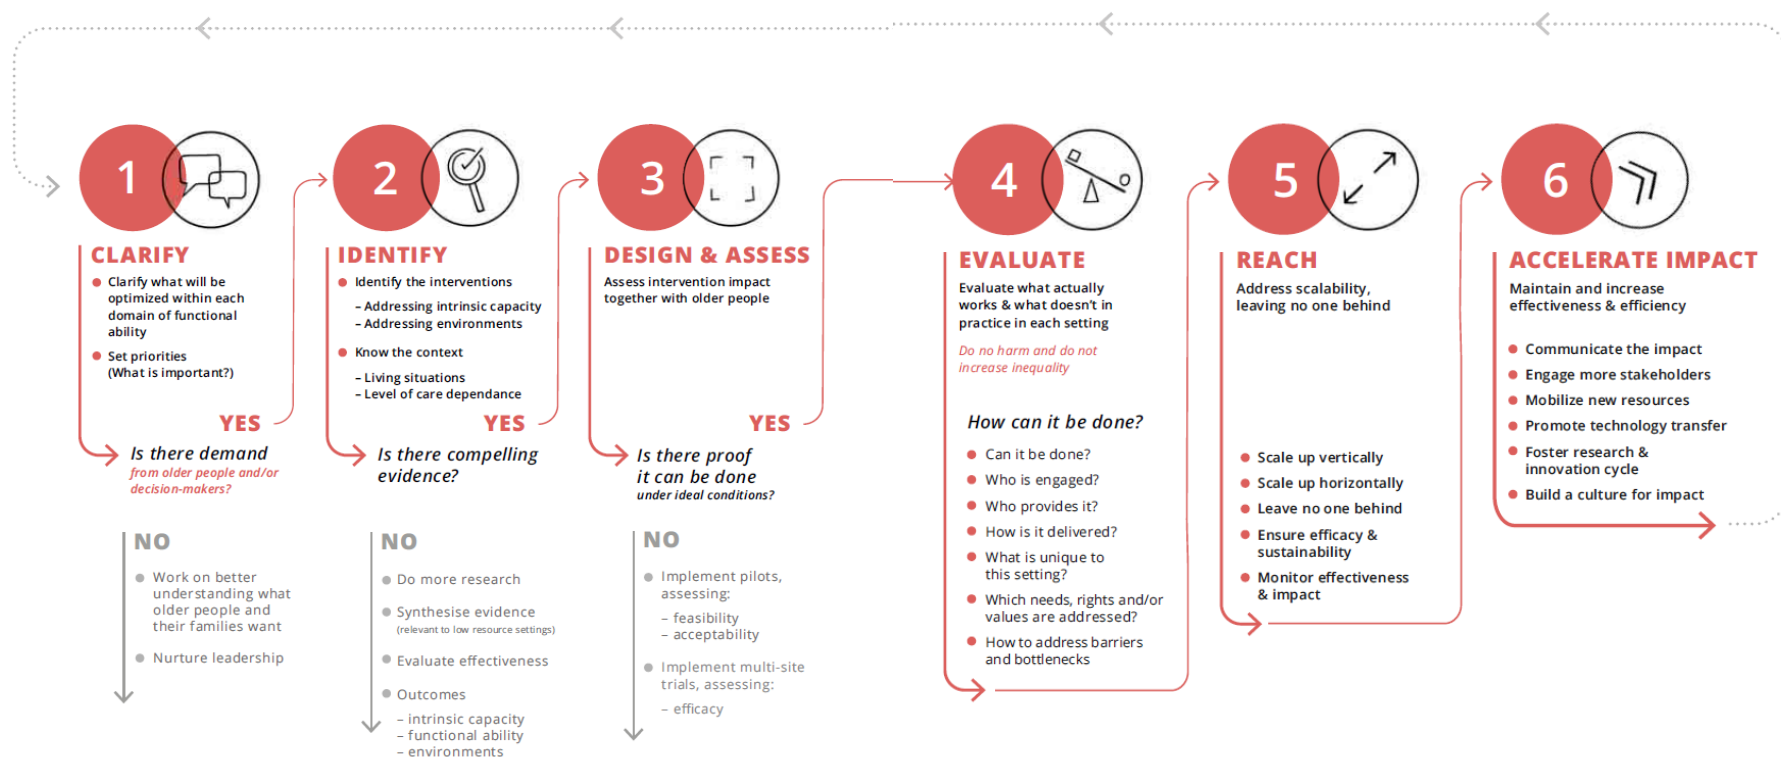 1
CLARIFY
Clarify what will be
optimized within each
domain of functional
ability
Set priorities
(What is important?)
YES
Is there demand
from older people and/or
decision-makers?
NO
Work on better
understanding what
older people and
their families want
Nurture leadership
2
IDENTIFY
Identify the interventions
– Addressing intrinsic capacity
– Addressing environments
Know the context
– Living situations
– Level of care dependance
YES
Is there compelling
evidence?
NO
Do more research
Synthesise evidence
(relevant to low resource settings)
Evaluate effectiveness
Outcomes
– intrinsic capacity
– functional ability
– environments
3
DESIGN & ASSESS
Assess intervention impact
together with older people
YES
Is there proof
it can be done
under ideal conditions?
NO
Implement pilots,
assessing:
– feasibility
– acceptability
Implement multi-site
trials, assessing:
– efficacy
4
EVALUATE
Evaluate what actually
works & what doesn’t in
practice in each setting
Do no harm and do not
increase inequality
How can it be done?
Can it be done?
Who is engaged?
Who provides it?
How is it delivered?
What is unique to
this setting?
Which needs, rights and/or
values are addressed?
How to address barriers
and bottlenecks
5
REACH
Address scalability,
leaving no one behind
Scale up vertically
Scale up horizontally
Leave no one behind
Ensure efficacy &
sustainability
Monitor effectiveness
& impact
6
ACCELERATE IMPACT
Maintain and increase
effectiveness & efficiency
Communicate the impact
Engage more stakeholders
Mobilize new resources
Promote technology transfer
Foster research &
innovation cycle
Build a culture for impact